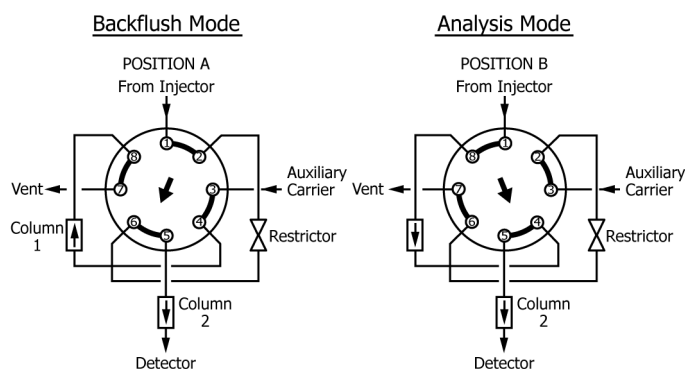 Backflush Mode
POSITION A
From Injector
1
2
3
4
5
6
7
8
Vent
Auxiliary
Carrier
Column
1
Restrictor
Column
2
Detector
Analysis Mode
POSITION B
From Injector
1
2
3
4
5
6
7
8
Vent
Auxiliary
Carrier
Restrictor
Column
2
Detector